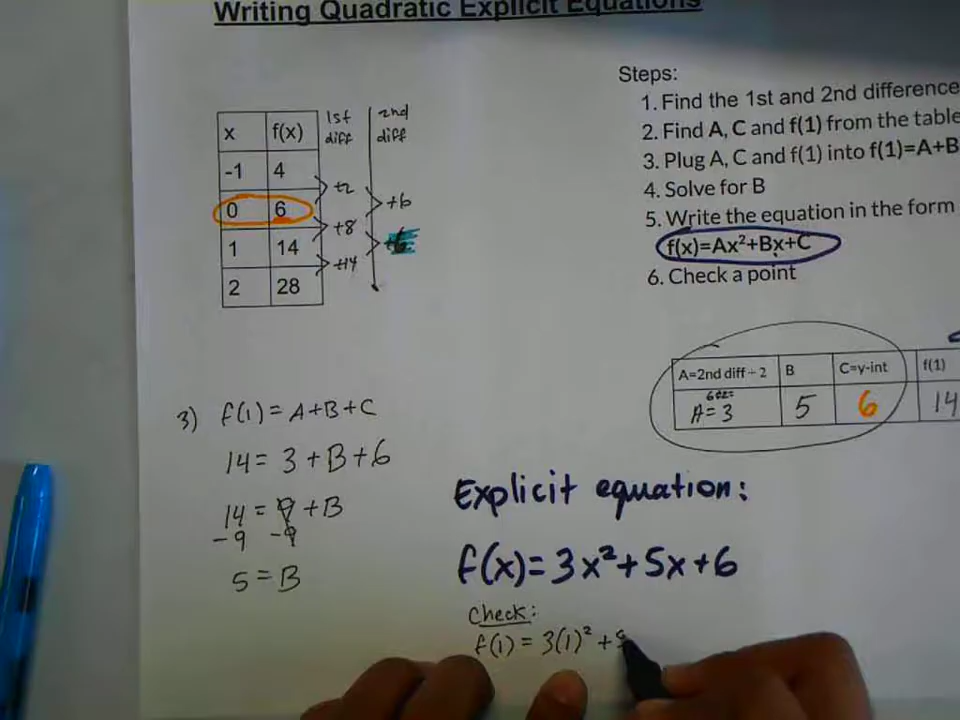 Writing Quadratic Explicit Equations
Steps:
1. Find the 1st and 2nd difference
2. Find A, C and f(1) from the table
3. Plug A, C and f(1) into f(1)=A+B
4. Solve for B
5. Write the equation in the form
f(x)=Ax²+Bx+C
6. Check a point
x f(x) 1st diff 2nd diff
-1 4
+2
0 6 +6
+8
1 14 +6
+14
2 28
A=2nd diff ÷ 2 B C=y-int f(1)
6÷2=
A=3 5 6 14
3) f(1) = A+B+C
14 = 3 + B + 6
14 = 9 + B
-9 -9
5 = B
Explicit equation:
f(x) = 3x² + 5x + 6
Check:
f(1) = 3(1)² +